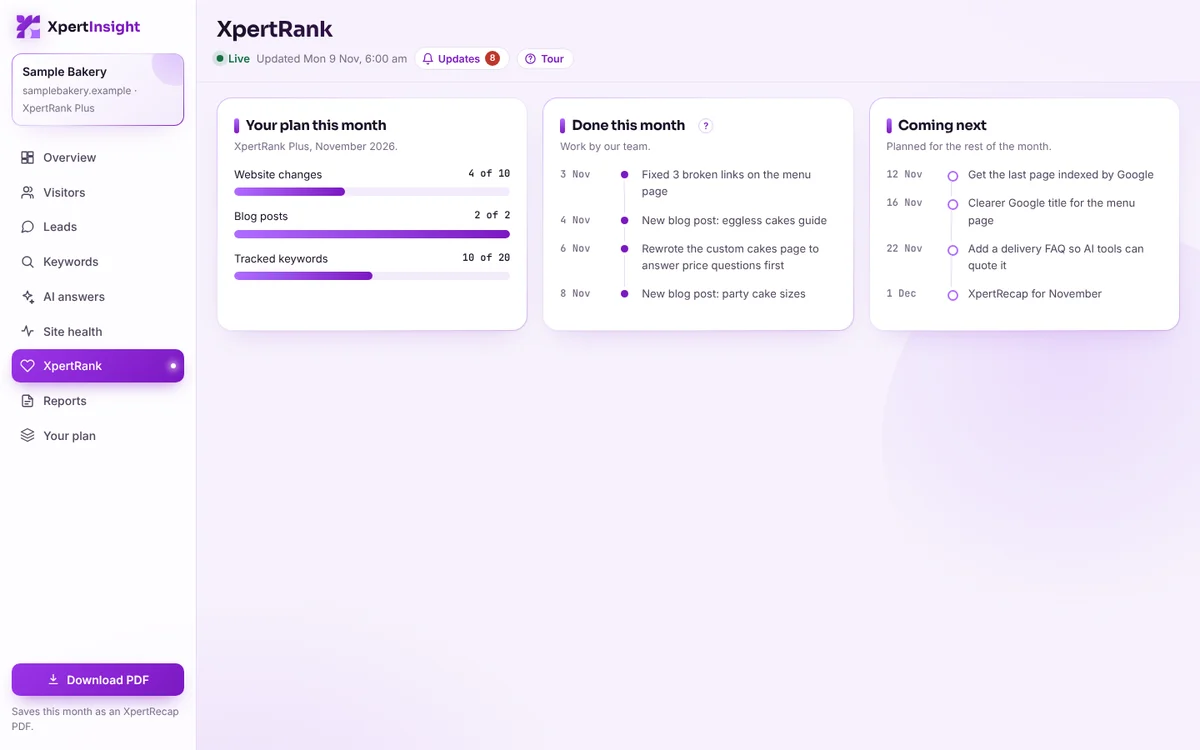 XpertInsight
Sample Bakery
samplebakery.example ·
XpertRank Plus
Overview
Visitors
Leads
Keywords
AI answers
Site health
XpertRank
Reports
Your plan
Download PDF
Saves this month as an XpertRecap
PDF.
XpertRank
Live Updated Mon 9 Nov, 6:00 am Updates 8 Tour
Your plan this month
XpertRank Plus, November 2026.
Website changes 4 of 10
Blog posts 2 of 2
Tracked keywords 10 of 20
Done this month ?
Work by our team.
3 Nov Fixed 3 broken links on the menu
page
4 Nov New blog post: eggless cakes guide
6 Nov Rewrote the custom cakes page to
answer price questions first
8 Nov New blog post: party cake sizes
Coming next
Planned for the rest of the month.
12 Nov Get the last page indexed by Google
16 Nov Clearer Google title for the menu
page
22 Nov Add a delivery FAQ so AI tools can
quote it
1 Dec XpertRecap for November